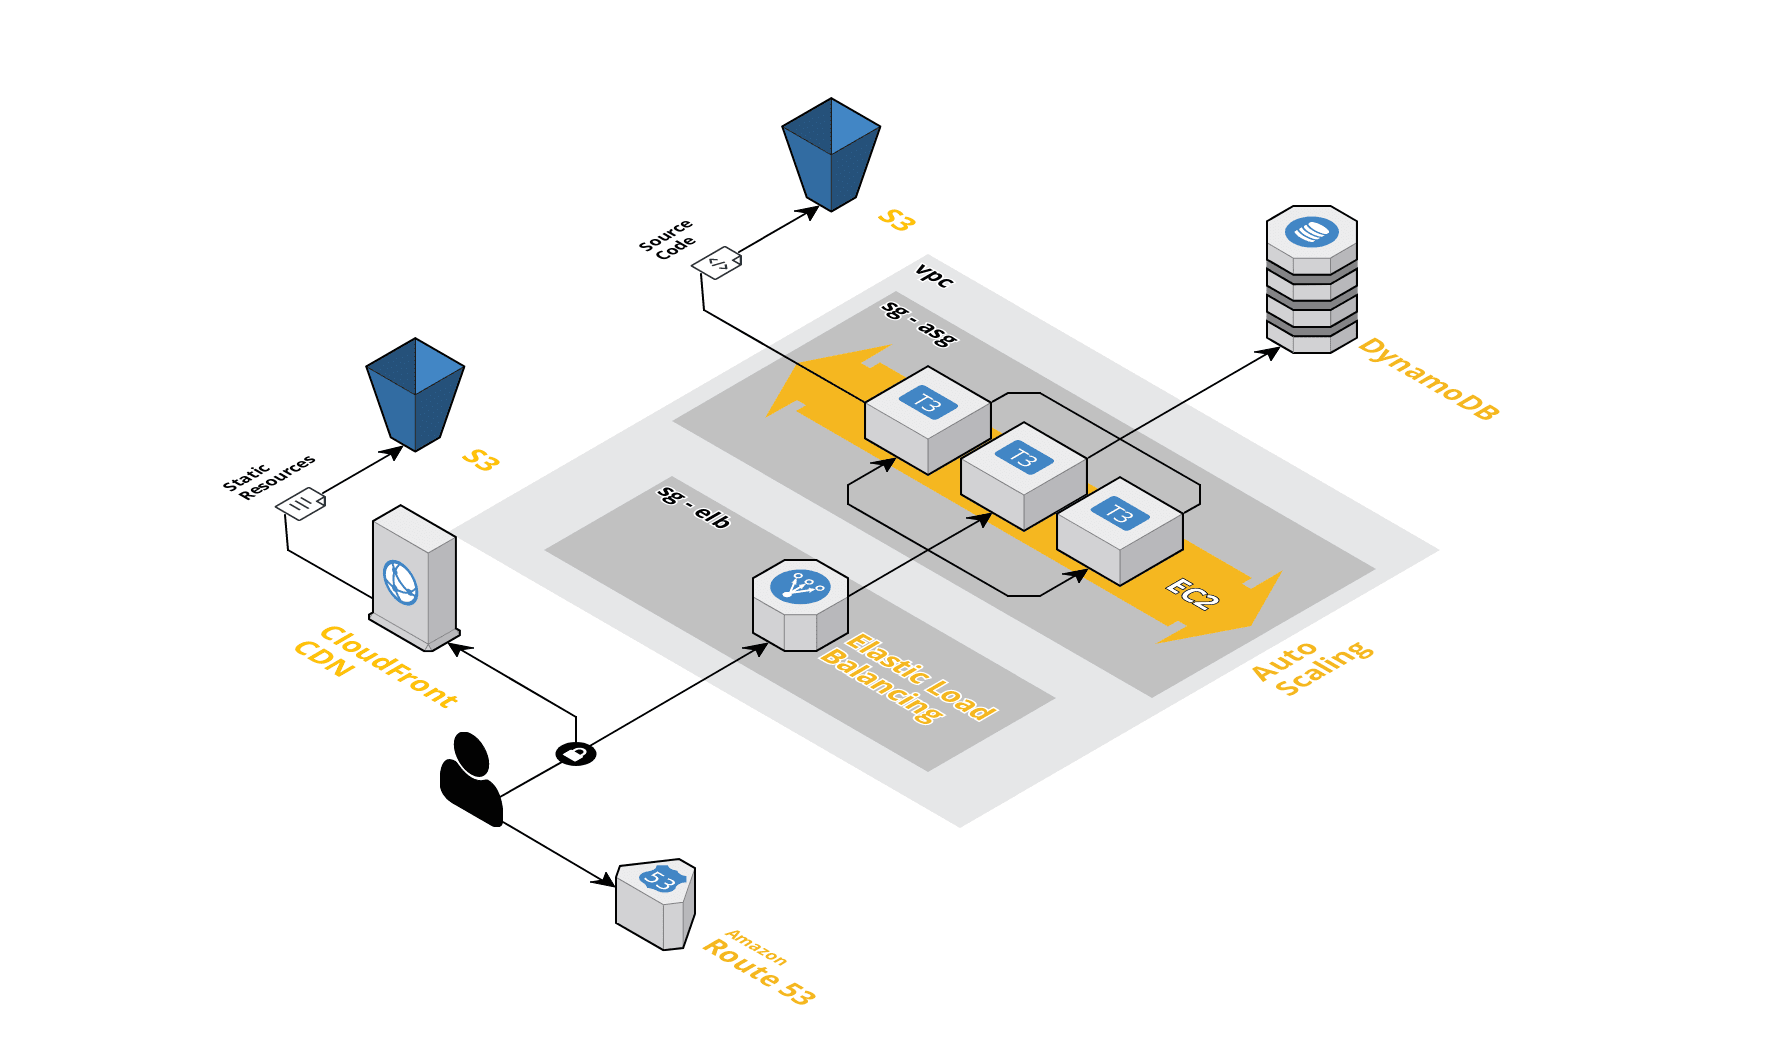 S3
Source
Code
</>
vpc
sg - asg
DynamoDB
T3
T3
T3
EC2
Auto
Scaling
S3
Static
Resources
sg - elb
Elastic Load
Balancing
CloudFront
CDN
53
Amazon
Route 53